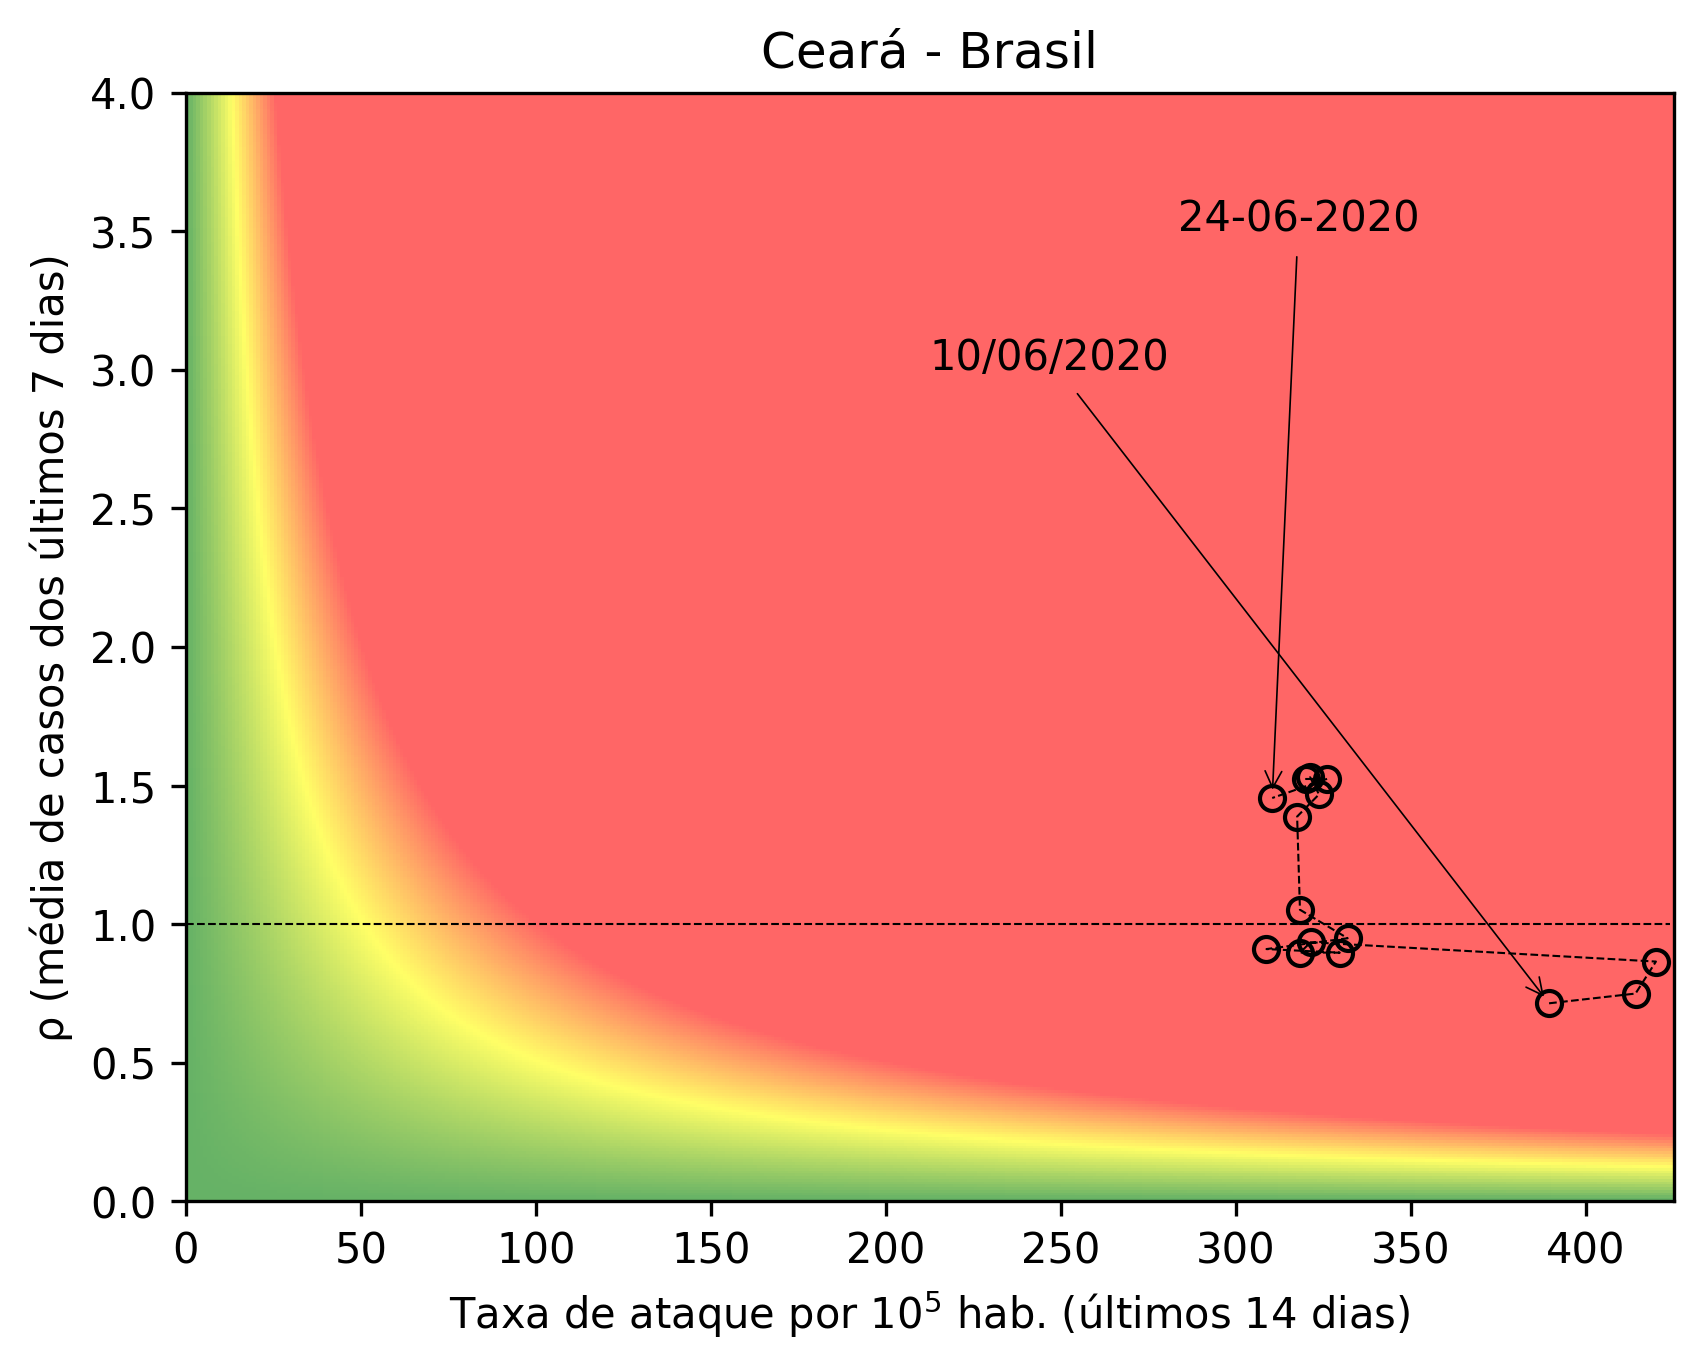 Ceará - Brasil
4.0
3.5
3.0
2.5
2.0
1.5
1.0
0.5
0.0
ρ (média de casos dos últimos 7 dias)
24-06-2020
10/06/2020
0 50 100 150 200 250 300 350 400
Taxa de ataque por 10⁵ hab. (últimos 14 dias)